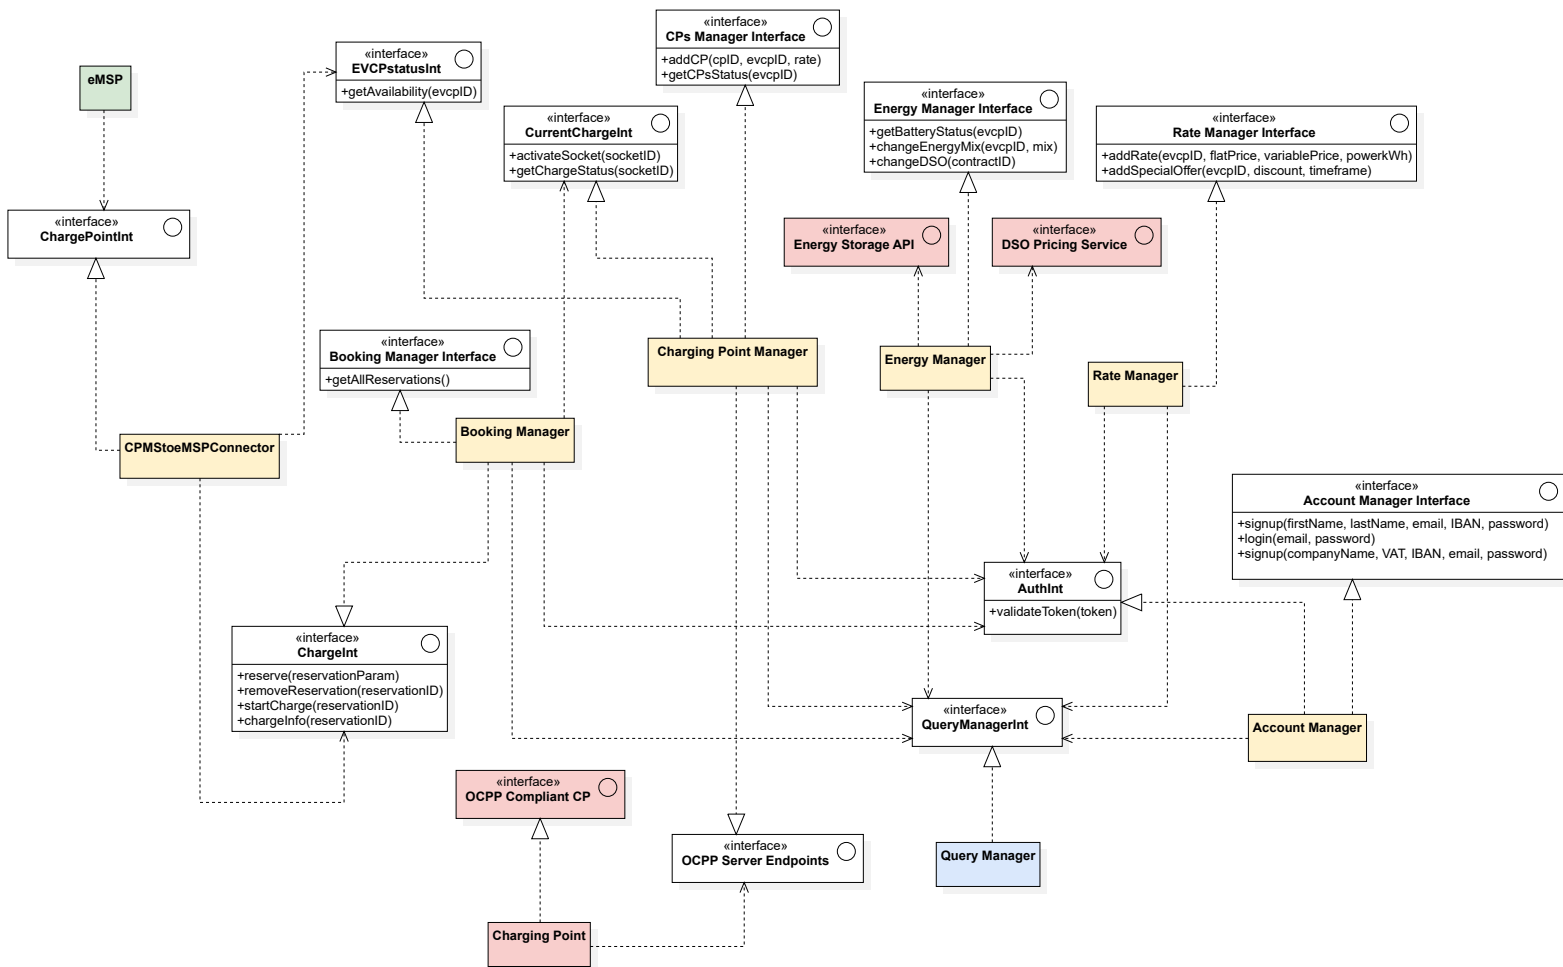 «interface»
CPs Manager Interface
+addCP(cpID, evcpID, rate)
+getCPsStatus(evcpID)
«interface»
EVCPstatusInt
+getAvailability(evcpID)
eMSP
«interface»
Energy Manager Interface
+getBatteryStatus(evcpID)
+changeEnergyMix(evcpID, mix)
+changeDSO(contractID)
«interface»
CurrentChargeInt
+activateSocket(socketID)
+getChargeStatus(socketID)
«interface»
Rate Manager Interface
+addRate(evcpID, flatPrice, variablePrice, powerkWh)
+addSpecialOffer(evcpID, discount, timeframe)
«interface»
ChargePointInt
«interface»
Energy Storage API
«interface»
DSO Pricing Service
«interface»
Booking Manager Interface
+getAllReservations()
Charging Point Manager
Energy Manager
Rate Manager
Booking Manager
CPMStoeMSPConnector
«interface»
Account Manager Interface
+signup(firstName, lastName, email, IBAN, password)
+login(email, password)
+signup(companyName, VAT, IBAN, email, password)
«interface»
AuthInt
+validateToken(token)
«interface»
ChargeInt
+reserve(reservationParam)
+removeReservation(reservationID)
+startCharge(reservationID)
+chargeInfo(reservationID)
«interface»
QueryManagerInt
Account Manager
«interface»
OCPP Compliant CP
«interface»
OCPP Server Endpoints
Query Manager
Charging Point